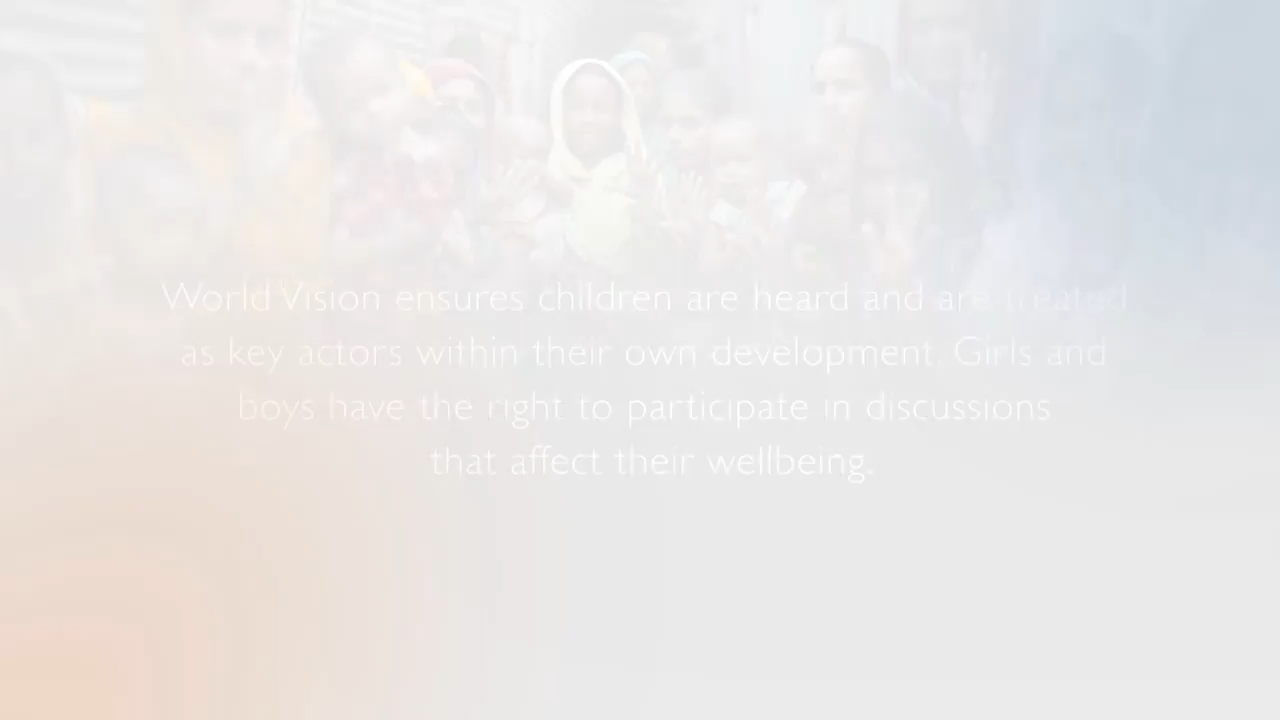 World Vision ensures children are heard and are treated
as key actors within their own development. Girls and
boys have the right to participate in discussions
that affect their wellbeing.